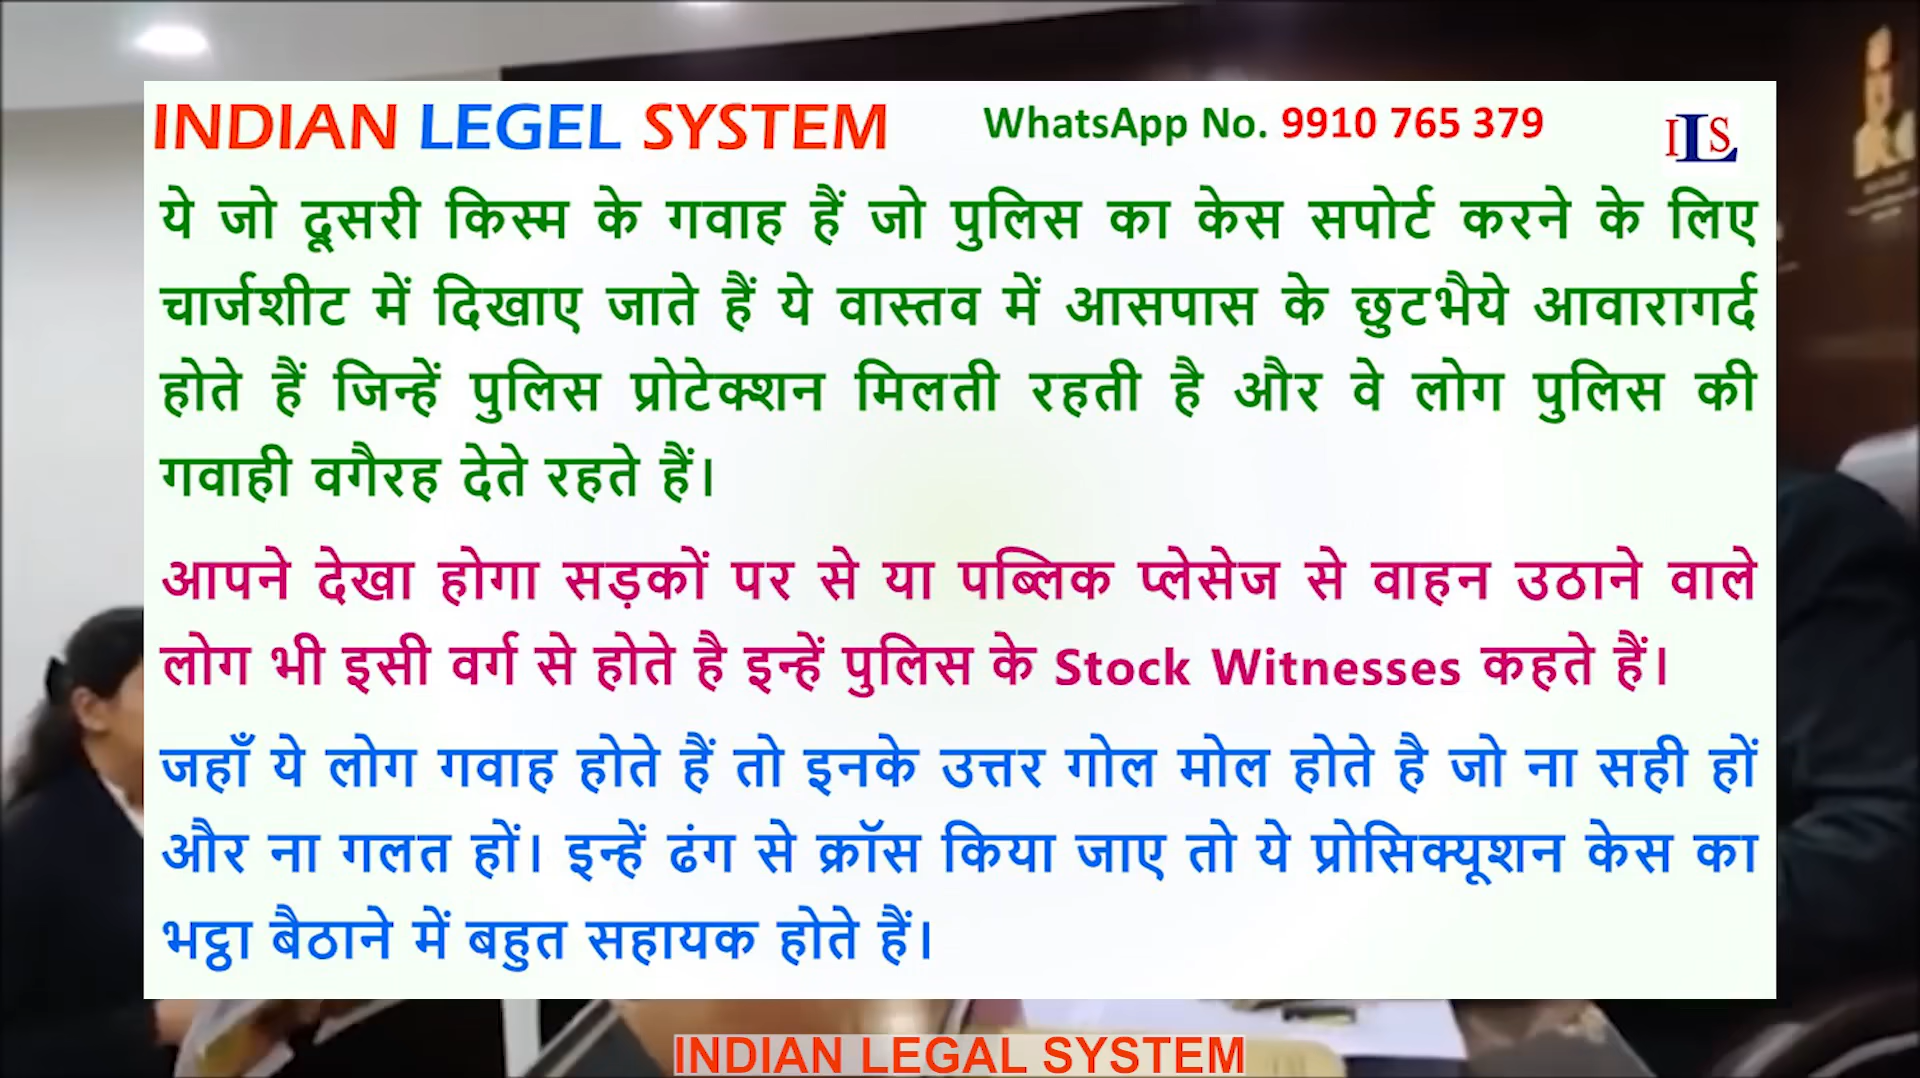 INDIAN LEGEL SYSTEM WhatsApp No. 9910 765 379 ILS
ये जो दूसरी किस्म के गवाह हैं जो पुलिस का केस सपोर्ट करने के लिए
चार्जशीट में दिखाए जाते हैं ये वास्तव में आसपास के छुटभैये आवारागर्द
होते हैं जिन्हें पुलिस प्रोटेक्शन मिलती रहती है और वे लोग पुलिस की
गवाही वगैरह देते रहते हैं।
आपने देखा होगा सड़कों पर से या पब्लिक प्लेसेज से वाहन उठाने वाले
लोग भी इसी वर्ग से होते है इन्हें पुलिस के Stock Witnesses कहते हैं।
जहाँ ये लोग गवाह होते हैं तो इनके उत्तर गोल मोल होते है जो ना सही हों
और ना गलत हों। इन्हें ढंग से क्रॉस किया जाए तो ये प्रोसिक्यूशन केस का
भट्ठा बैठाने में बहुत सहायक होते हैं।
INDIAN LEGAL SYSTEM